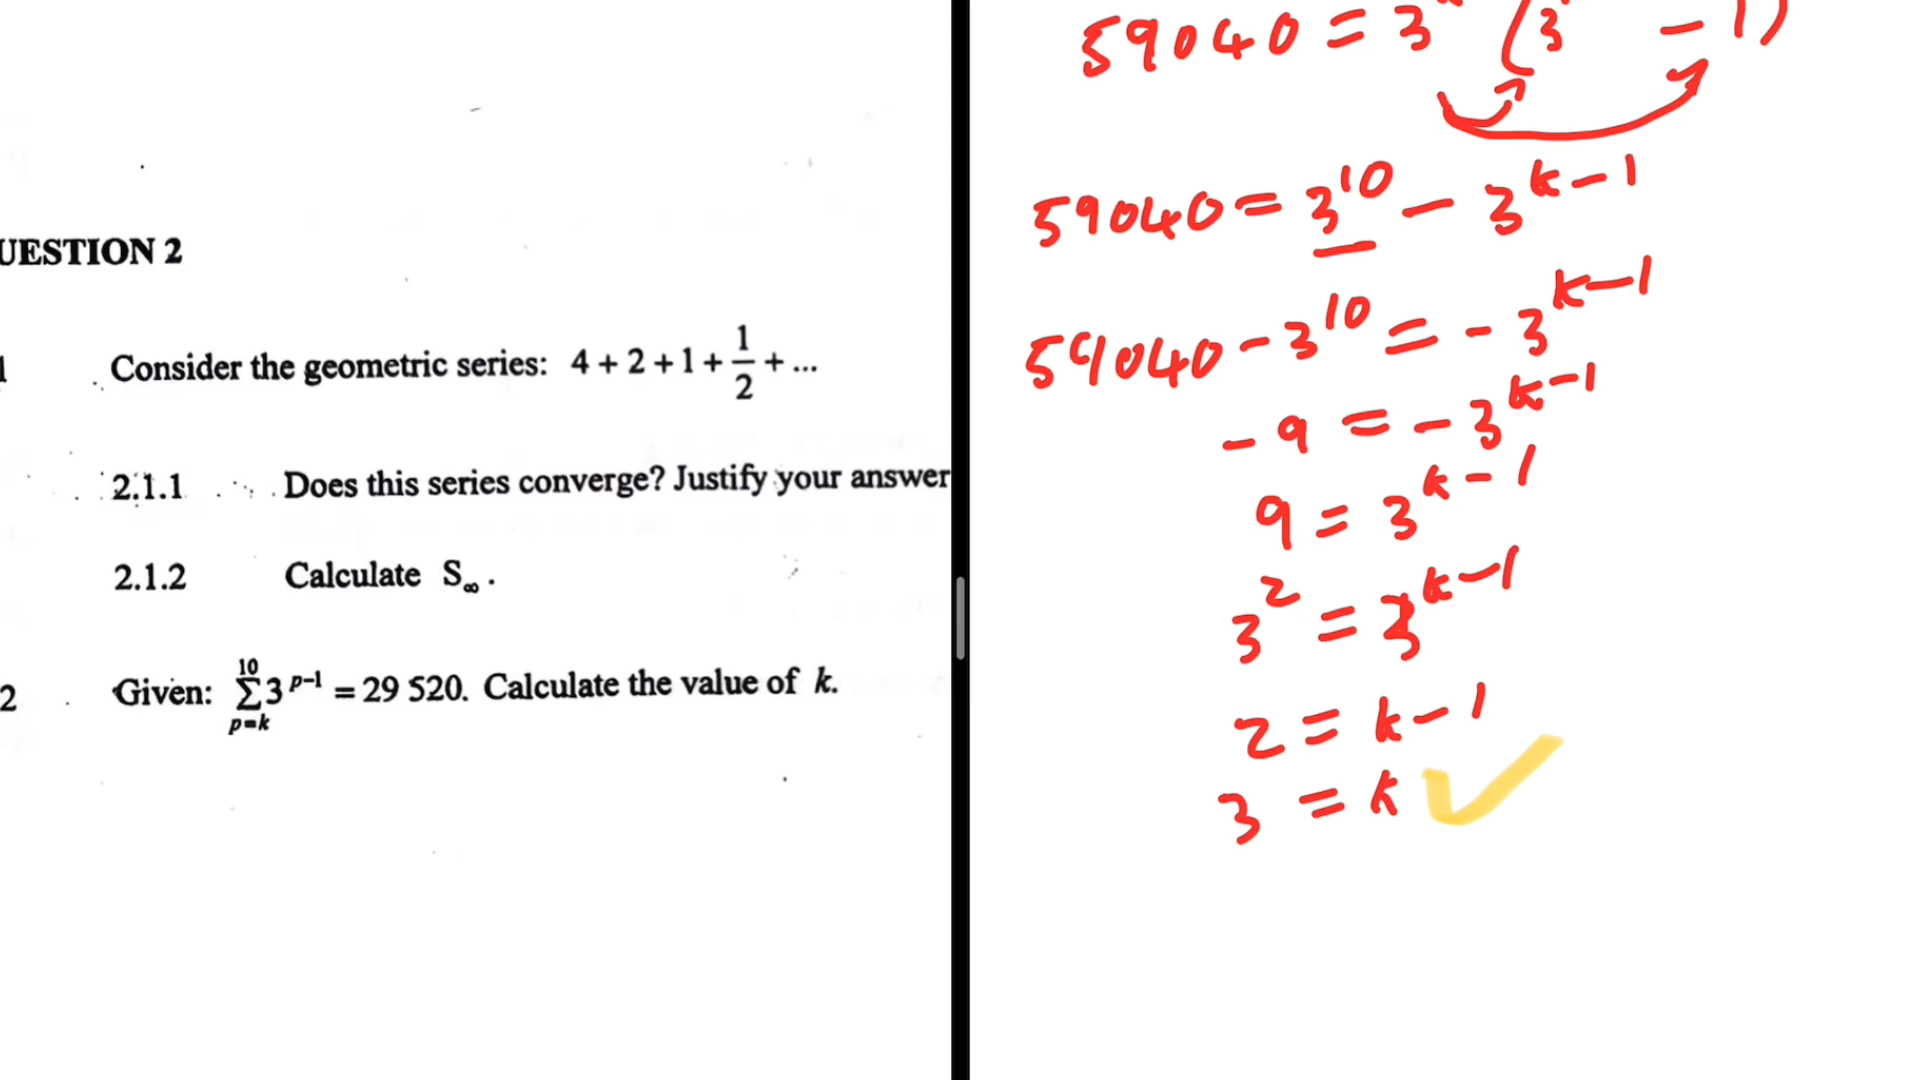 UESTION 2
1 Consider the geometric series: 4 + 2 + 1 + 1/2 + ...
2.1.1 Does this series converge? Justify your answer
2.1.2 Calculate S∞.
2 Given: ∑_{p=k}^{10} 3^{p−1} = 29 520. Calculate the value of k.
59040 = 3 (3 − 1)
59040 = 3^{10} − 3^{k−1}
59040 − 3^{10} = − 3^{k−1}
− 9 = − 3^{k−1}
9 = 3^{k−1}
3^2 = 3^{k−1}
2 = k − 1
3 = k